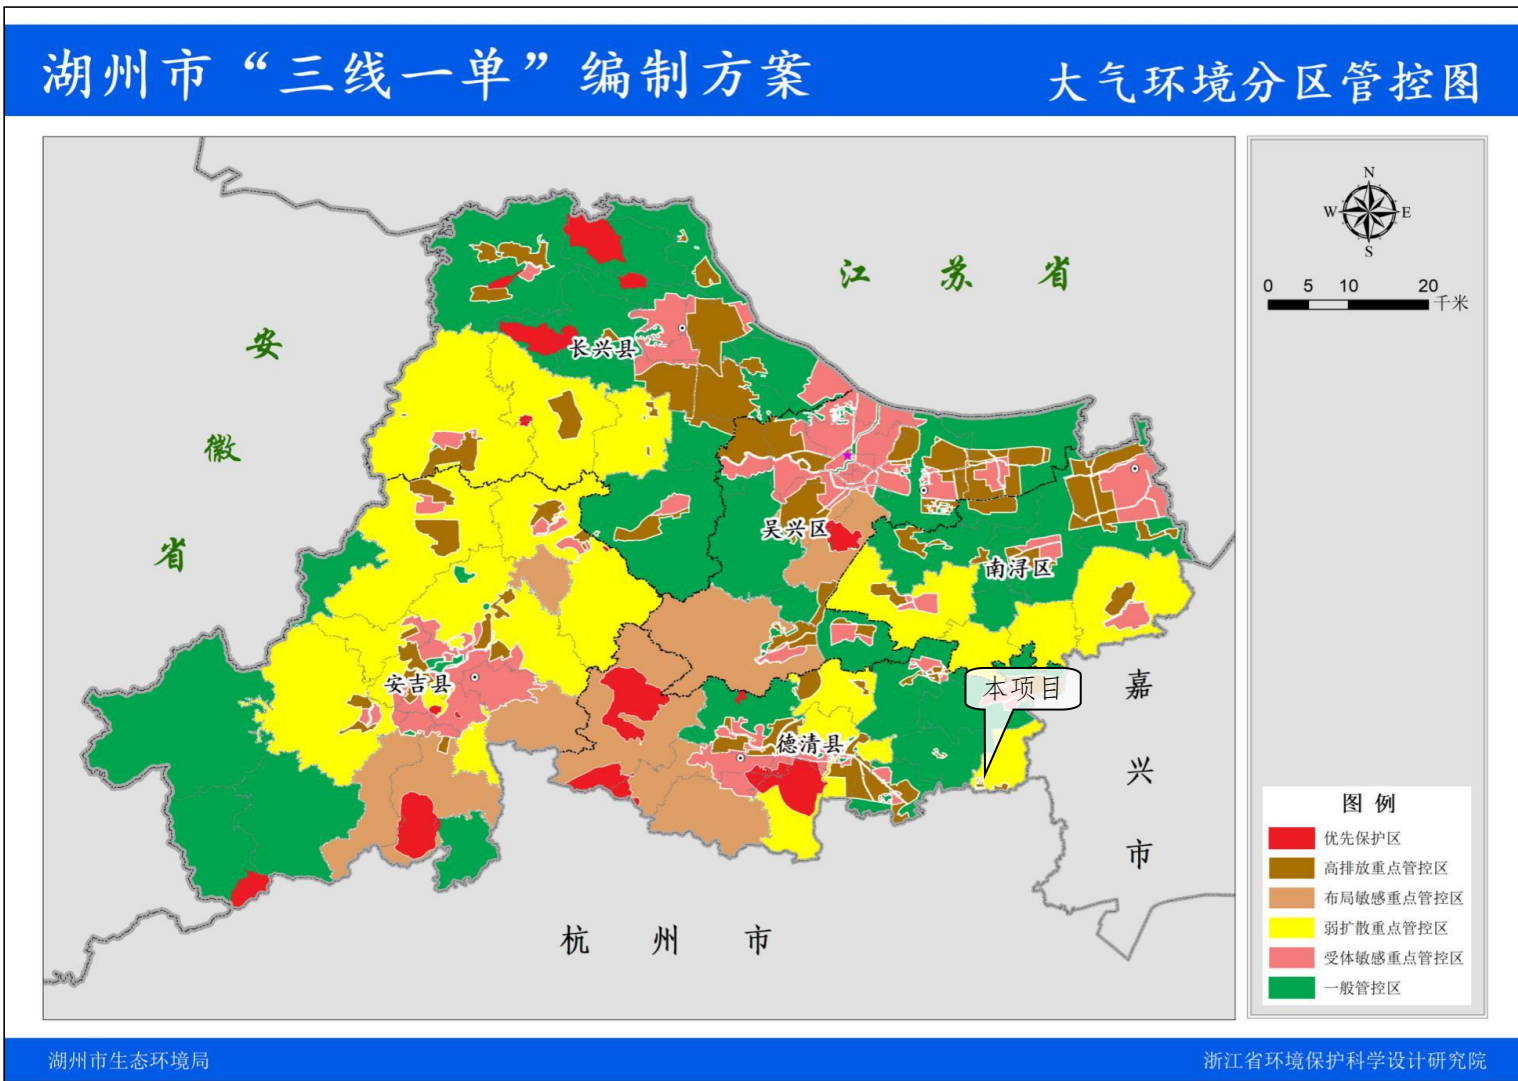 湖州市“三线一单”编制方案
大气环境分区管控图
N
W
E
S
0 5 10 20
千米
江苏省
安徽省
长兴县
吴兴区
南浔区
安吉县
德清县
本项目
嘉兴市
杭州市
图例
优先保护区
高排放重点管控区
布局敏感重点管控区
弱扩散重点管控区
受体敏感重点管控区
一般管控区
湖州市生态环境局
浙江省环境保护科学设计研究院